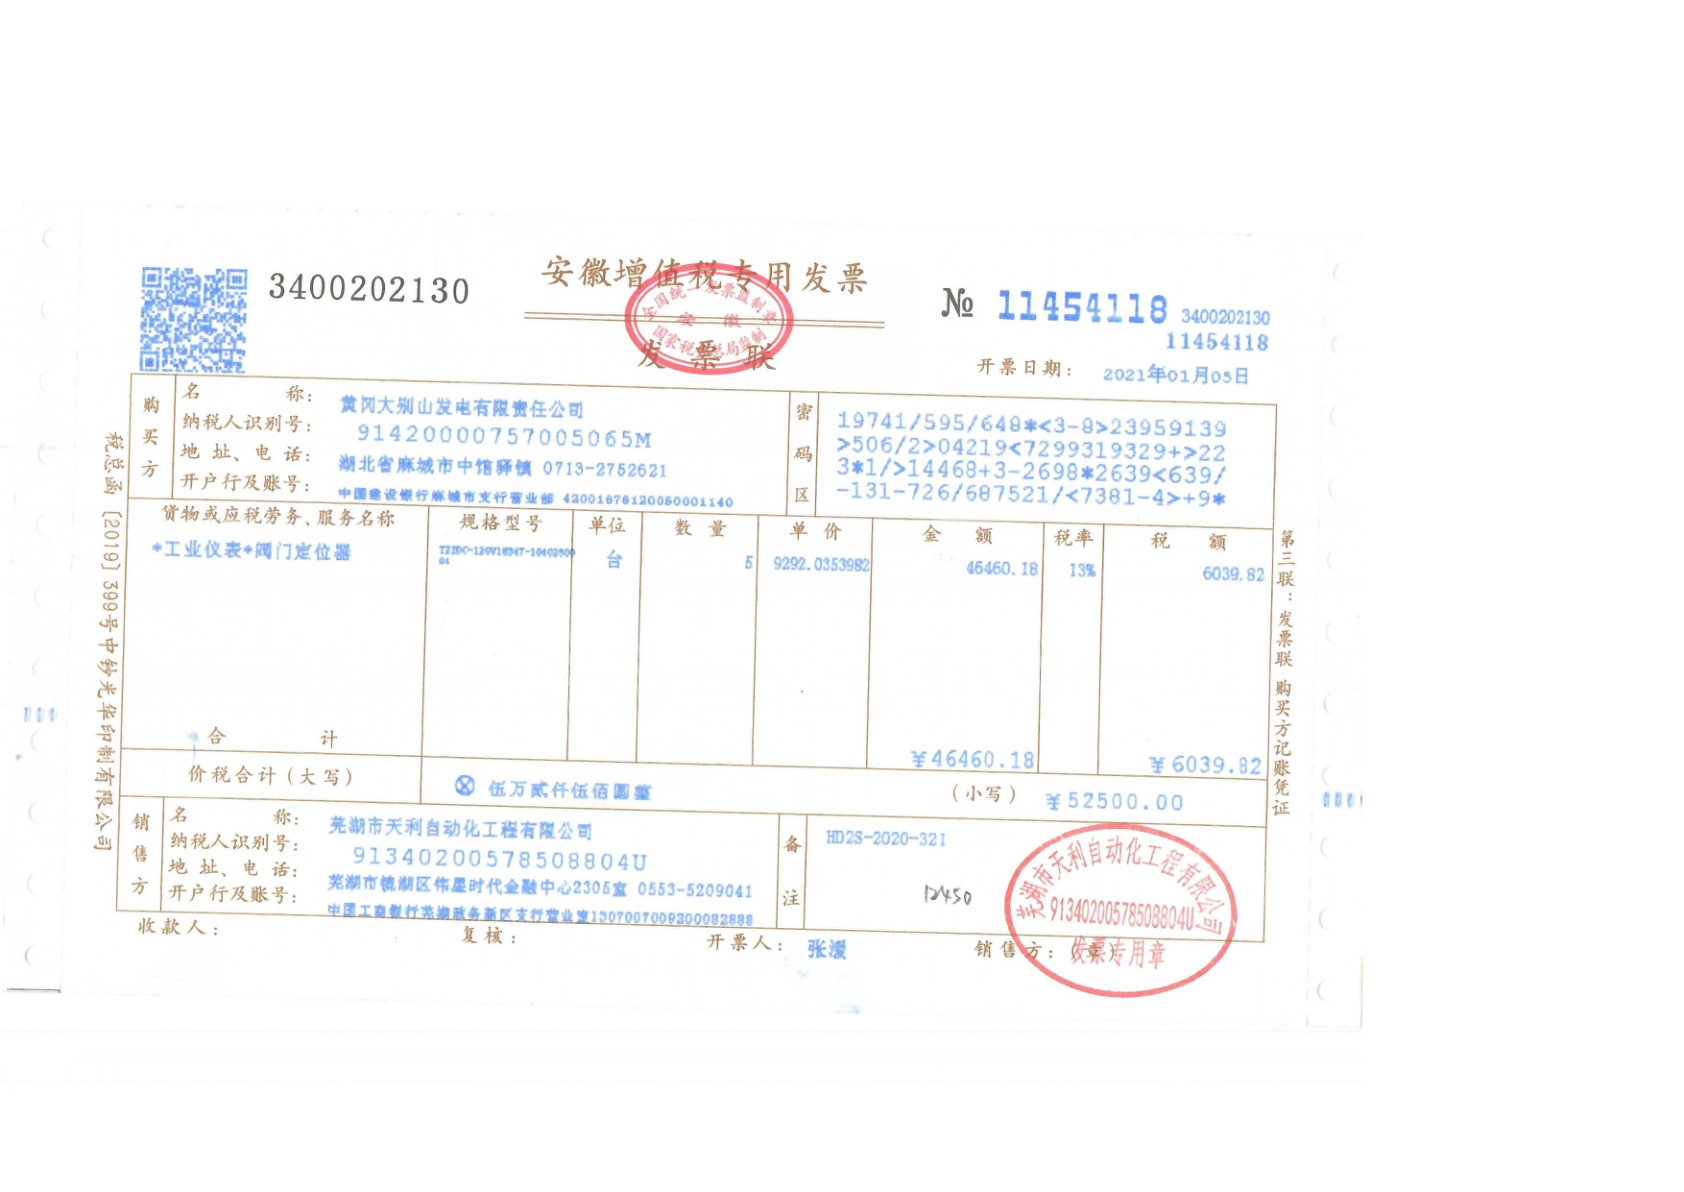 3400202130
安徽增值税专用发票
全国统一发票监制章
安徽
国家税务总局监制
发票联
№ 11454118 3400202130
11454118
开票日期： 2021年01月05日
购买方
名称： 黄冈大别山发电有限责任公司
纳税人识别号： 91420000757005065M
地址、电话： 湖北省麻城市中馆驿镇 0713-2752621
开户行及账号： 中国建设银行麻城市支行营业部 42001676120050001140
密码区
19741/595/648*<3-8>23959139
>506/2>04219<7299319329+>22
3*1/>14468+3-2698*2639<639/
-131-726/687521/<7381-4>+9*
货物或应税劳务、服务名称 规格型号 单位 数量 单价 金额 税率 税额
*工业仪表*阀门定位器 台 5 9292.0353982 46460.18 13% 6039.82
01
合计 ￥46460.18 ￥6039.82
价税合计（大写） ⊗ 伍万贰仟伍佰圆整 （小写） ￥52500.00
销售方
名称： 芜湖市天利自动化工程有限公司
纳税人识别号： 91340200578508804U
地址、电话： 芜湖市镜湖区伟星时代金融中心2305室 0553-5209041
开户行及账号： 中国工商银行芜湖政务新区支行营业室1307007009200082888
备注
HD2S-2020-321
12450
芜湖市天利自动化工程有限公司
91340200578508804U
发票专用章
收款人： 复核： 开票人： 张湲 销售方：（章）
税总函〔2019〕399号中钞光华印制有限公司
第三联：发票联 购买方记账凭证